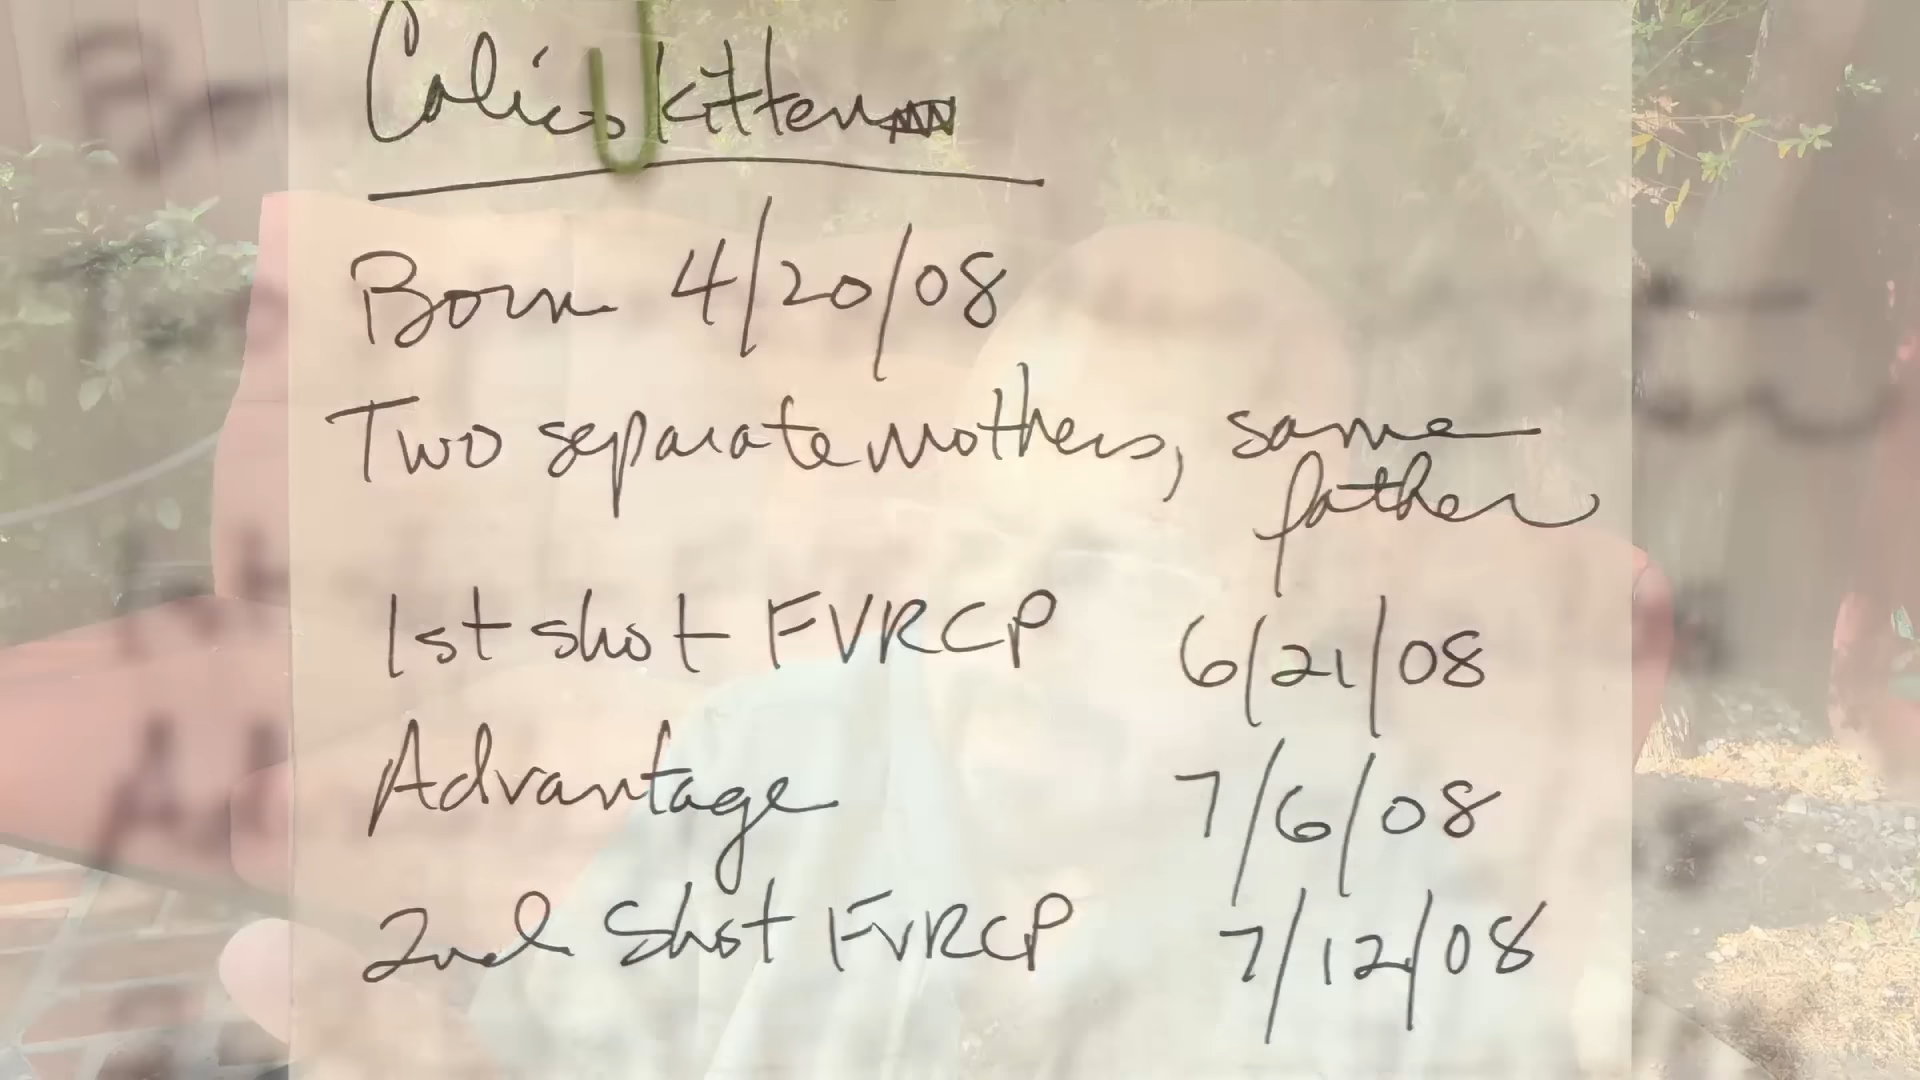 Calico Kitten
Born 4/20/08
Two separate mothers, same
father
1st shot FVRCP 6/21/08
Advantage 7/6/08
2nd Shot FVRCP 7/12/08